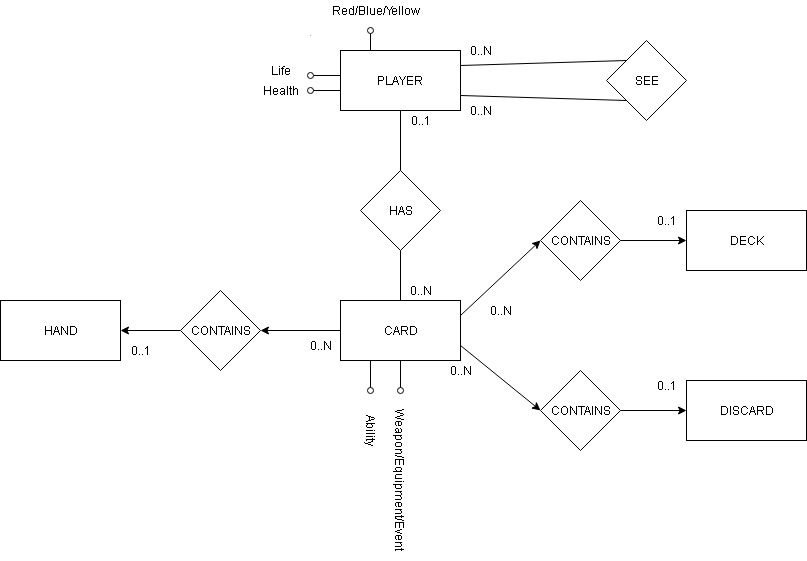 Red/Blue/Yellow
0..N
Life
PLAYER
SEE
Health
0..N
0..1
HAS
0..1
CONTAINS
DECK
0..N
0..N
HAND
CONTAINS
CARD
0..1
0..N
0..N
0..1
CONTAINS
DISCARD
Ability
Weapon/Equipment/Event